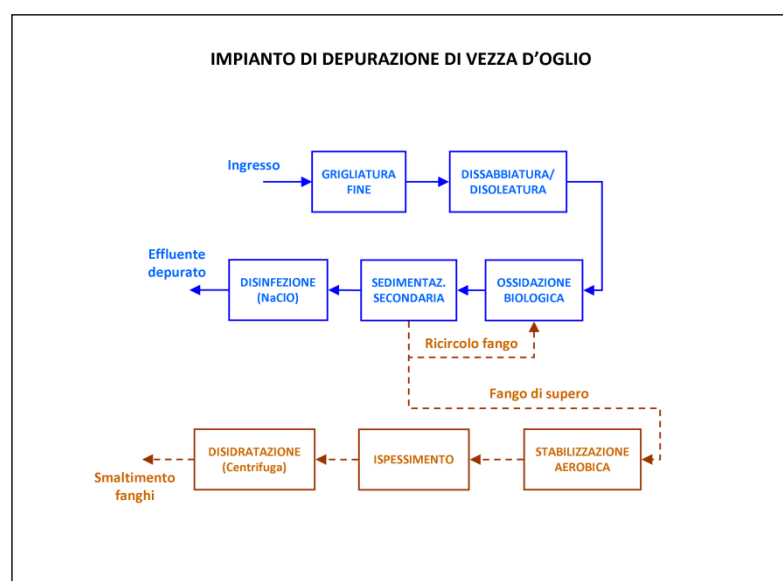 IMPIANTO DI DEPURAZIONE DI VEZZA D'OGLIO
Ingresso
GRIGLIATURA
FINE
DISSABBIATURA/
DISOLEATURA
Effluente
depurato
DISINFEZIONE
(NaClO)
SEDIMENTAZ.
SECONDARIA
OSSIDAZIONE
BIOLOGICA
Ricircolo fango
Fango di supero
Smaltimento
fanghi
DISIDRATAZIONE
(Centrifuga)
ISPESSIMENTO
STABILIZZAZIONE
AEROBICA